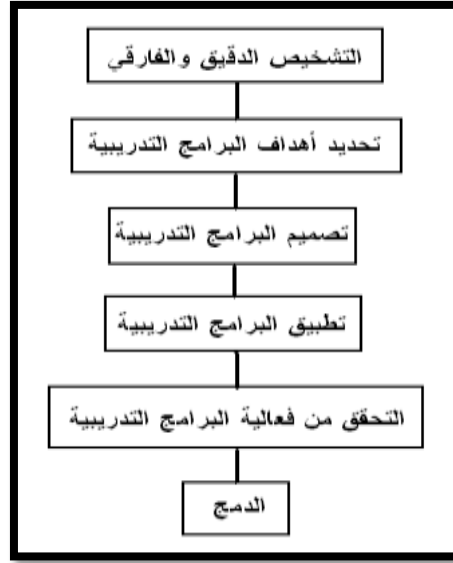 التشخيص الدقيق والفارقي
تحديد أهداف البرامج التدريبية
تصميم البرامج التدريبية
تطبيق البرامج التدريبية
التحقق من فعالية البرامج التدريبية
الدمج